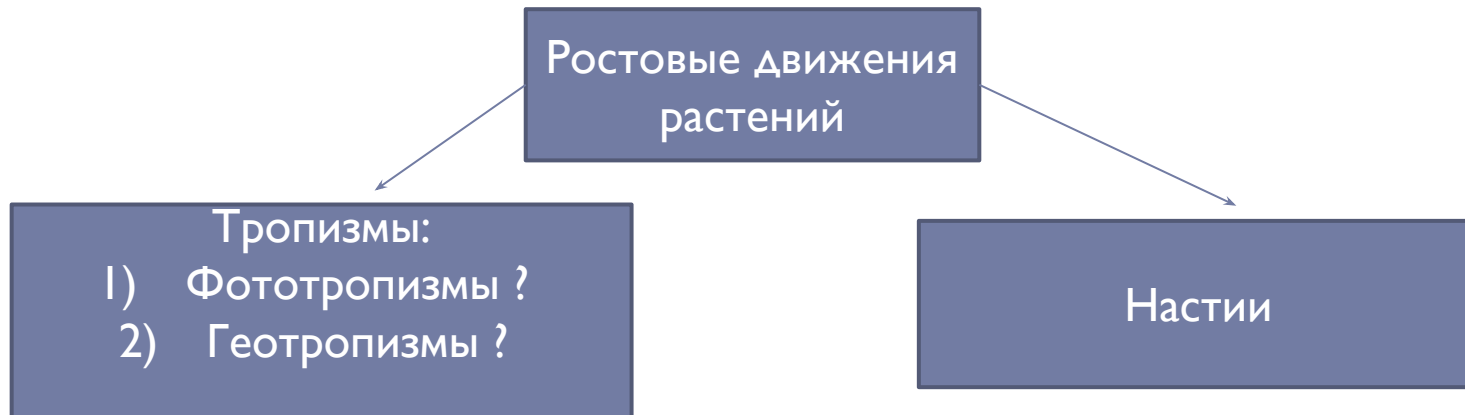 Ростовые движения
растений
Тропизмы:
1) Фототропизмы ?
2) Геотропизмы ?
Настии